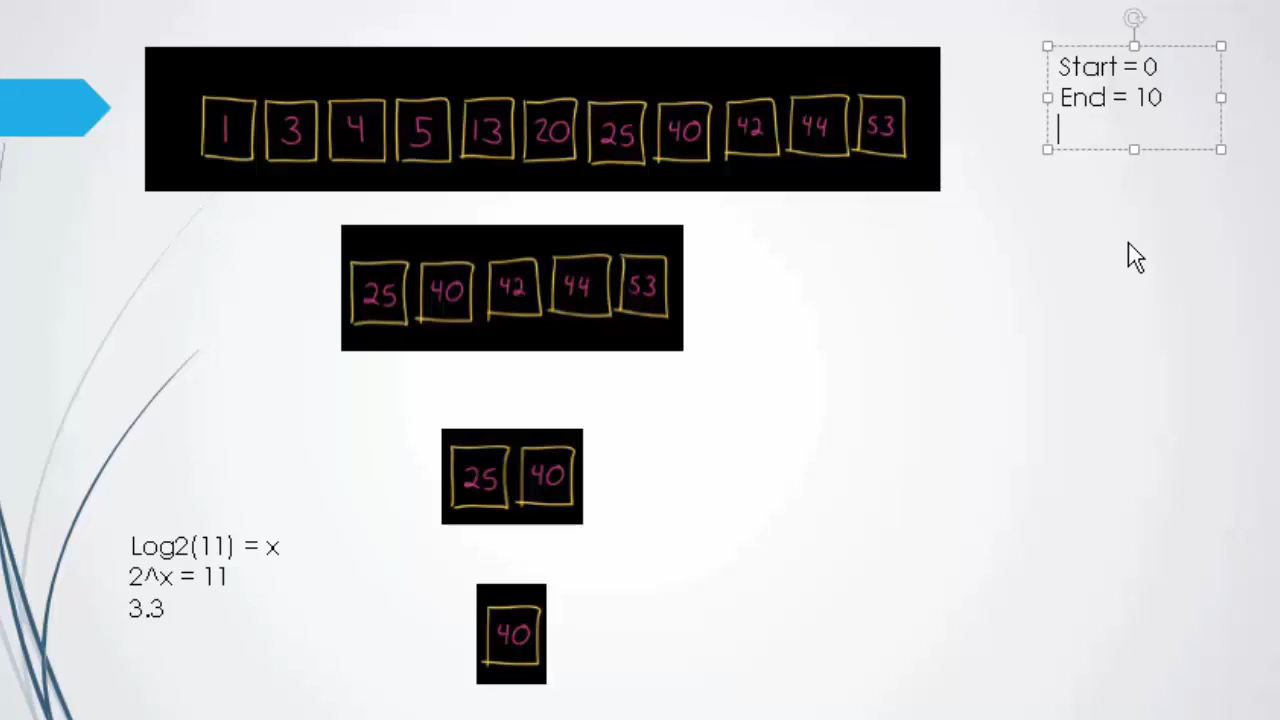 Start = 0
End = 10
1 3 4 5 13 20 25 40 42 44 53
25 40 42 44 53
25 40
Log2(11) = x
2^x = 11
3.3
40